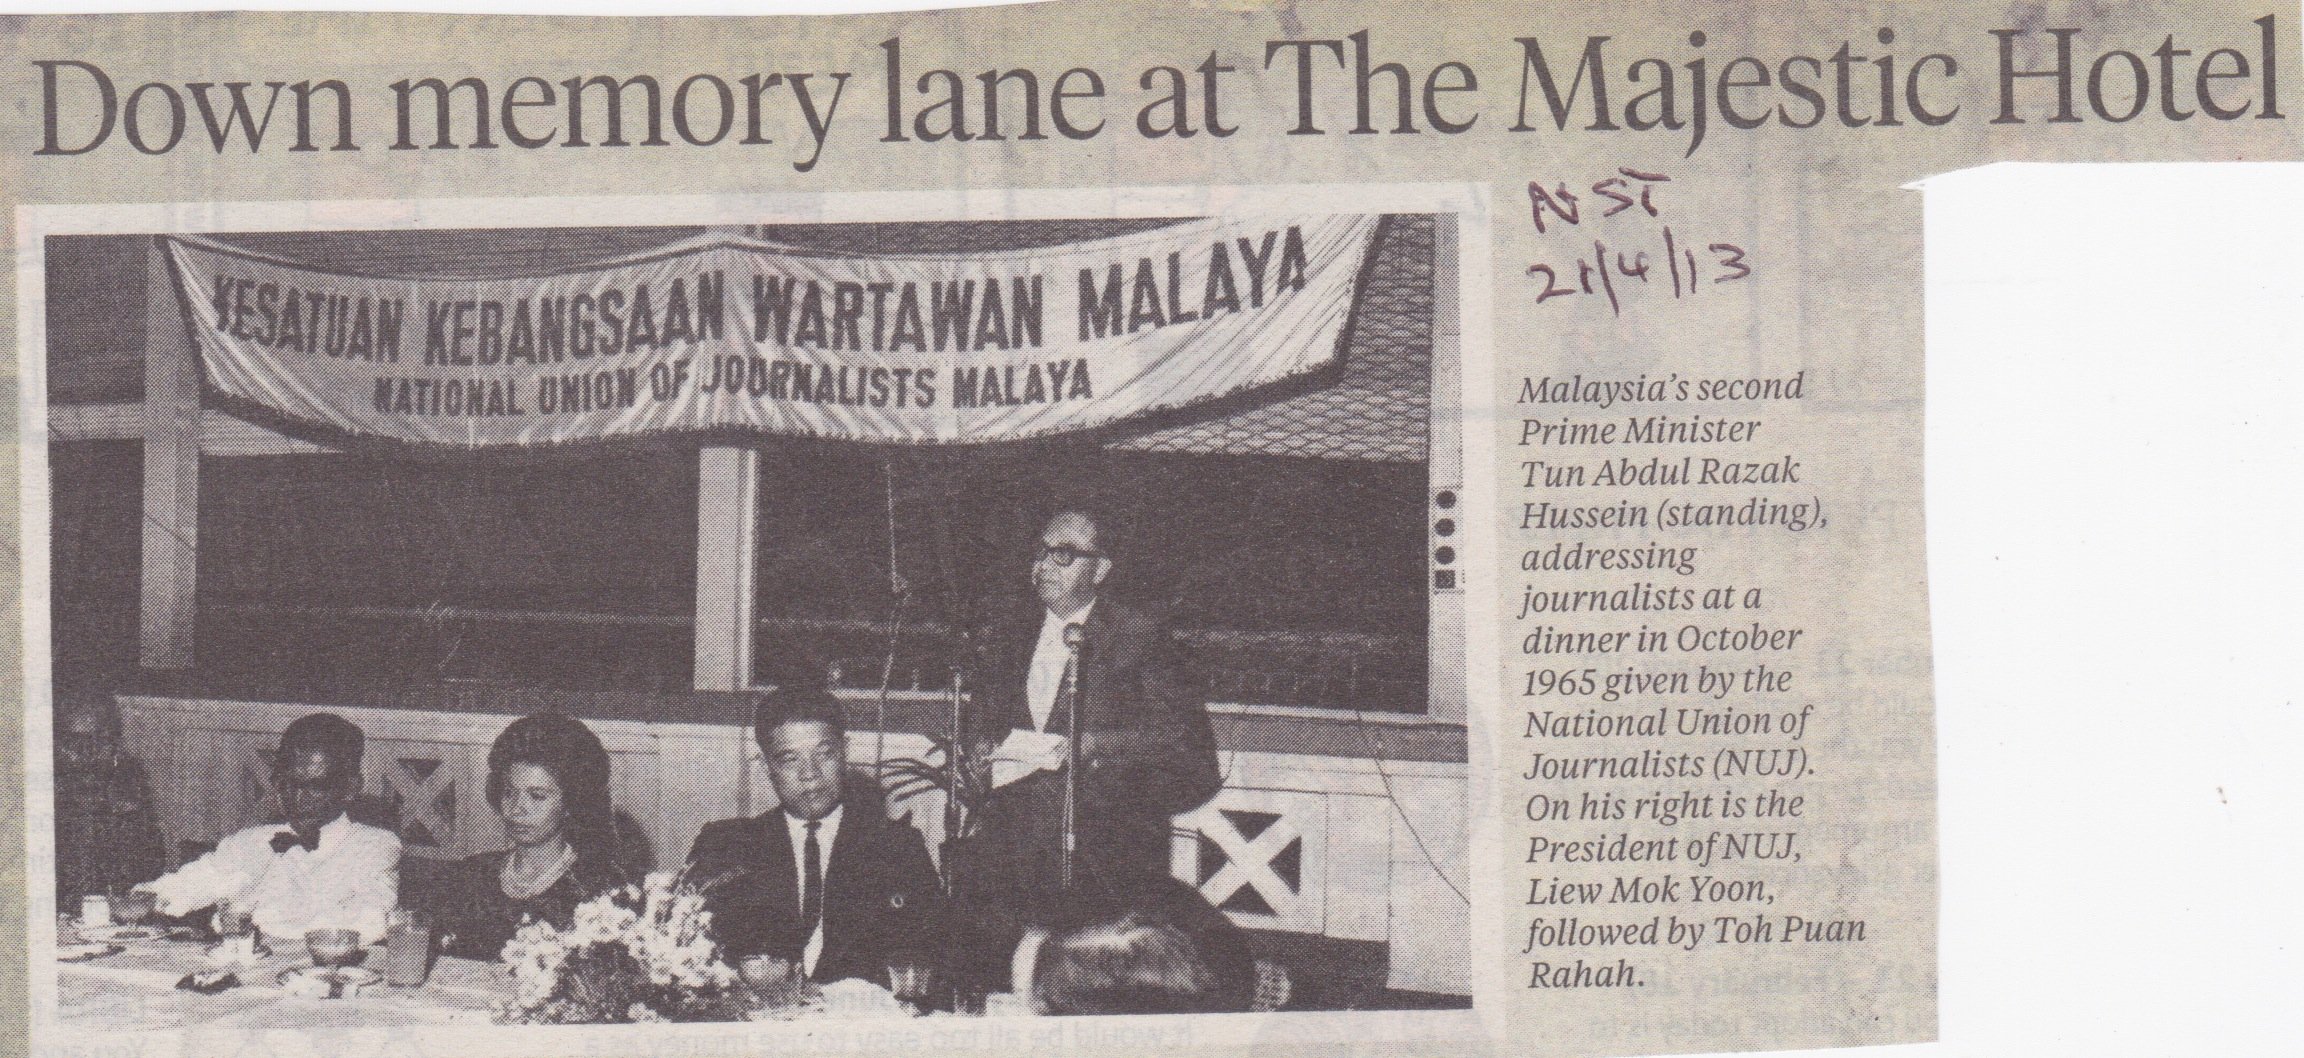 Down memory lane at The Majestic Hotel
NST
21/4/13
KESATUAN KEBANGSAAN WARTAWAN MALAYA
NATIONAL UNION OF JOURNALISTS MALAYA
Malaysia's second
Prime Minister
Tun Abdul Razak
Hussein (standing),
addressing
journalists at a
dinner in October
1965 given by the
National Union of
Journalists (NUJ).
On his right is the
President of NUJ,
Liew Mok Yoon,
followed by Toh Puan
Rahah.